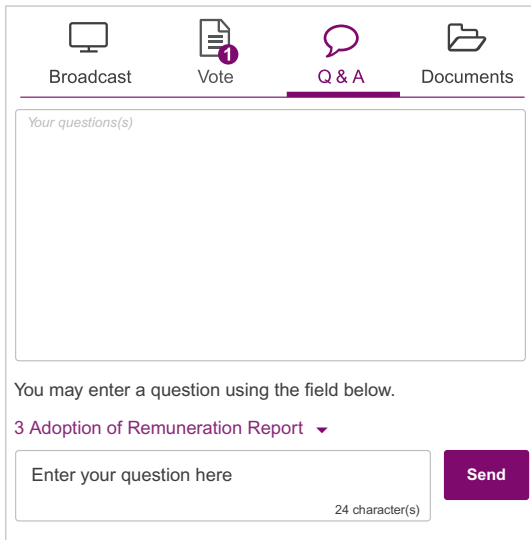 Broadcast
Vote
1
Q & A
Documents
Your questions(s)
You may enter a question using the field below.
3 Adoption of Remuneration Report
Enter your question here
Send
24 character(s)